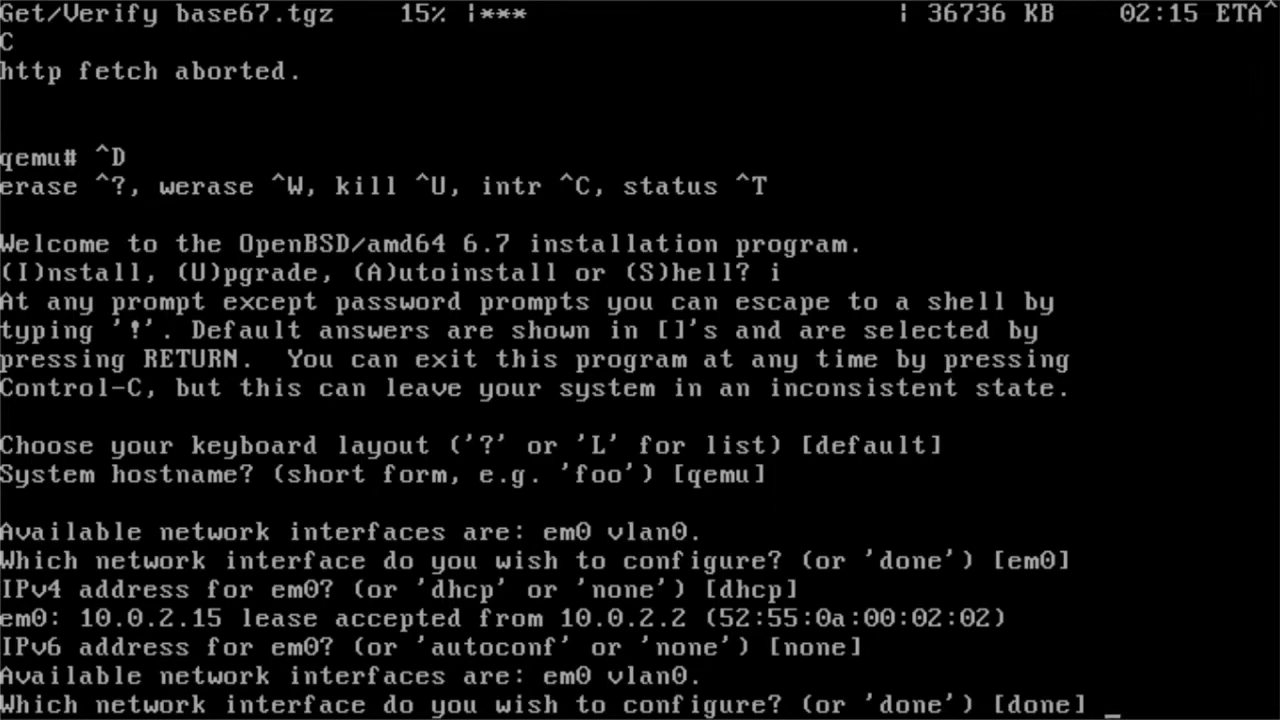 Get/Verify base67.tgz    15% |***                       | 36736 KB    02:15 ETA^
C
http fetch aborted.
qemu# ^D
erase ^?, werase ^W, kill ^U, intr ^C, status ^T
Welcome to the OpenBSD/amd64 6.7 installation program.
(I)nstall, (U)pgrade, (A)utoinstall or (S)hell? i
At any prompt except password prompts you can escape to a shell by
typing '!'. Default answers are shown in []'s and are selected by
pressing RETURN.  You can exit this program at any time by pressing
Control-C, but this can leave your system in an inconsistent state.
Choose your keyboard layout ('?' or 'L' for list) [default]
System hostname? (short form, e.g. 'foo') [qemu]
Available network interfaces are: em0 vlan0.
Which network interface do you wish to configure? (or 'done') [em0]
IPv4 address for em0? (or 'dhcp' or 'none') [dhcp]
em0: 10.0.2.15 lease accepted from 10.0.2.2 (52:55:0a:00:02:02)
IPv6 address for em0? (or 'autoconf' or 'none') [none]
Available network interfaces are: em0 vlan0.
Which network interface do you wish to configure? (or 'done') [done] _